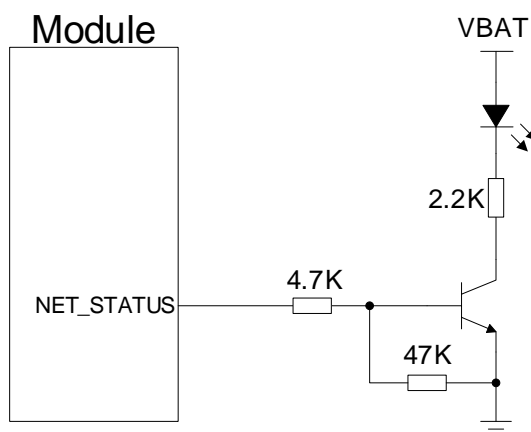 Module
VBAT
2.2K
4.7K
NET_STATUS
47K